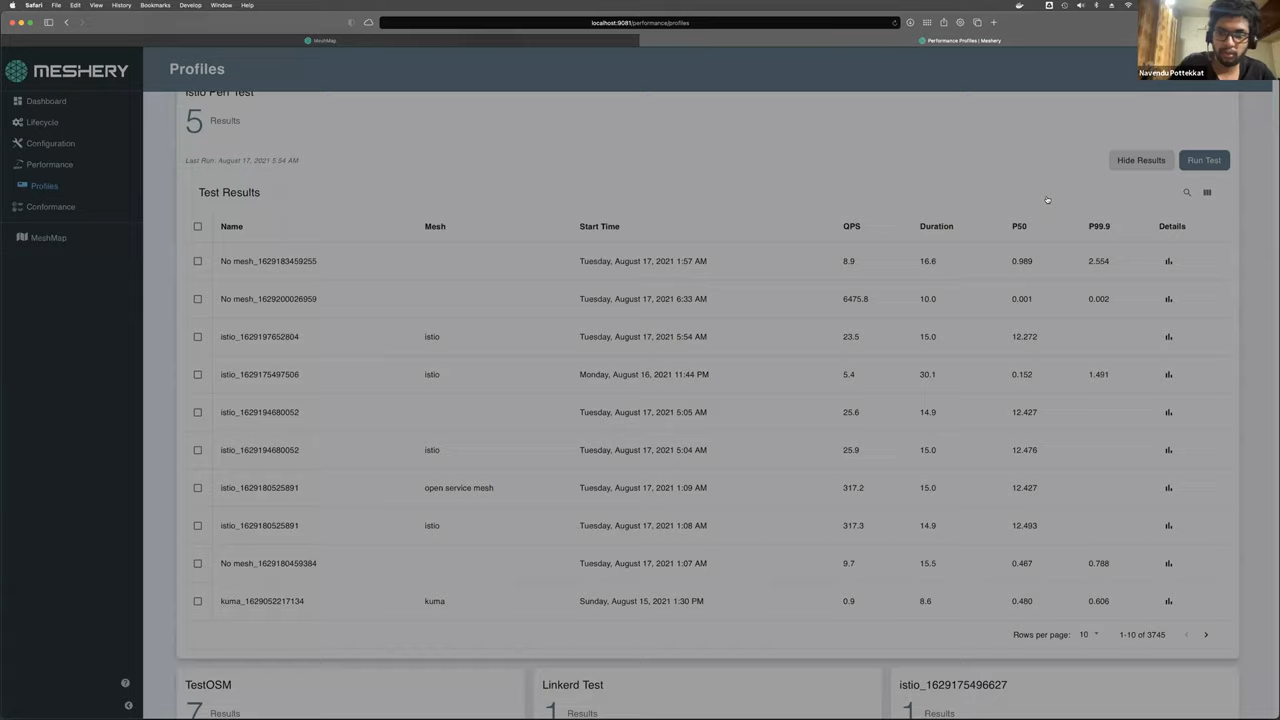 Safari File Edit View History Bookmarks Develop Window Help
localhost:9081/performance/profiles
MeshMap
Performance Profiles | Meshery
Navendu Pottekkat
MESHERY
Profiles
Dashboard
Lifecycle
Configuration
Performance
Profiles
Conformance
MeshMap
Istio Perf Test
5 Results
Last Run: August 17, 2021 5:54 AM
Hide Results
Run Test
Test Results
Name Mesh Start Time QPS Duration P50 P99.9 Details
No mesh_1629183459255 Tuesday, August 17, 2021 1:57 AM 8.9 16.6 0.989 2.554
No mesh_1629200026959 Tuesday, August 17, 2021 6:33 AM 6475.8 10.0 0.001 0.002
istio_1629197652804 istio Tuesday, August 17, 2021 5:54 AM 23.5 15.0 12.272
istio_1629175497506 istio Monday, August 16, 2021 11:44 PM 5.4 30.1 0.152 1.491
istio_1629194680052 Tuesday, August 17, 2021 5:05 AM 25.6 14.9 12.427
istio_1629194680052 istio Tuesday, August 17, 2021 5:04 AM 25.9 15.0 12.476
istio_1629180525891 open service mesh Tuesday, August 17, 2021 1:09 AM 317.2 15.0 12.427
istio_1629180525891 istio Tuesday, August 17, 2021 1:08 AM 317.3 14.9 12.493
No mesh_1629180459384 Tuesday, August 17, 2021 1:07 AM 9.7 15.5 0.467 0.788
kuma_1629052217134 kuma Sunday, August 15, 2021 1:30 PM 0.9 8.6 0.480 0.606
Rows per page: 10 1-10 of 3745
TestOSM
7 Results
Linkerd Test
1 Results
istio_1629175496627
1 Results